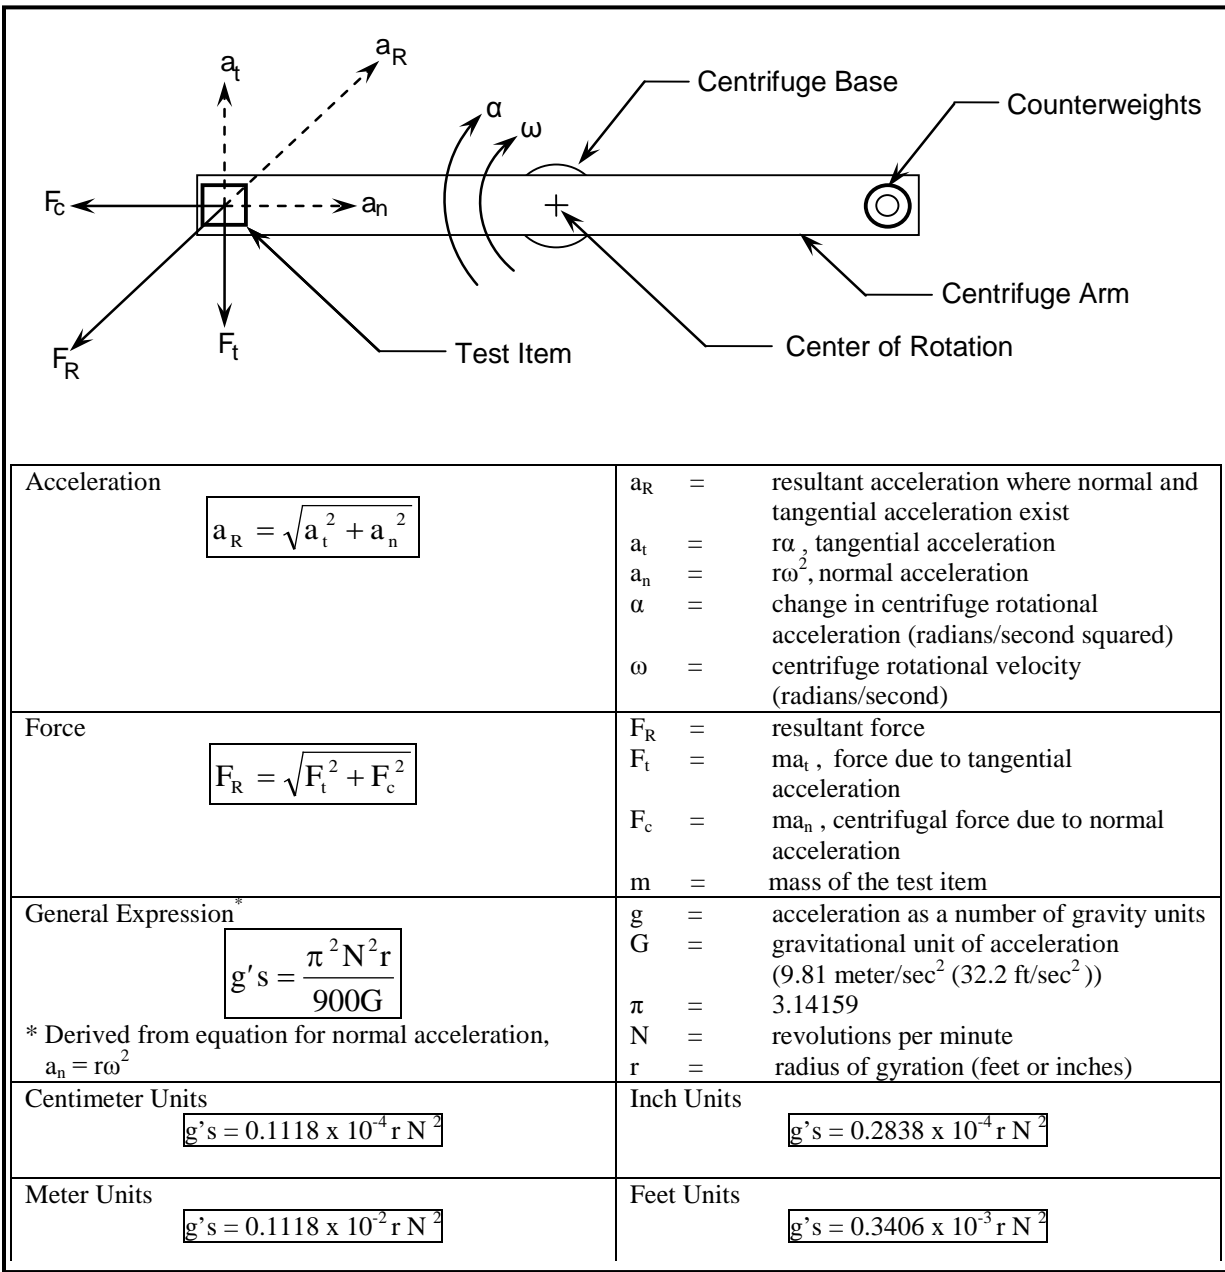 a_t
a_R
α
ω
Centrifuge Base
Counterweights
F_c
a_n
Centrifuge Arm
F_R
F_t
Test Item
Center of Rotation
Acceleration
a_R = √(a_t² + a_n²)
a_R = resultant acceleration where normal and
tangential acceleration exist
a_t = rα , tangential acceleration
a_n = rω², normal acceleration
α = change in centrifuge rotational
acceleration (radians/second squared)
ω = centrifuge rotational velocity
(radians/second)
Force
F_R = √(F_t² + F_c²)
F_R = resultant force
F_t = ma_t , force due to tangential
acceleration
F_c = ma_n , centrifugal force due to normal
acceleration
m = mass of the test item
General Expression*
g's = π²N²r / 900G
* Derived from equation for normal acceleration,
a_n = rω²
g = acceleration as a number of gravity units
G = gravitational unit of acceleration
(9.81 meter/sec² (32.2 ft/sec² ))
π = 3.14159
N = revolutions per minute
r = radius of gyration (feet or inches)
Centimeter Units
g's = 0.1118 x 10⁻⁴ r N ²
Inch Units
g's = 0.2838 x 10⁻⁴ r N ²
Meter Units
g's = 0.1118 x 10⁻² r N ²
Feet Units
g's = 0.3406 x 10⁻³ r N ²